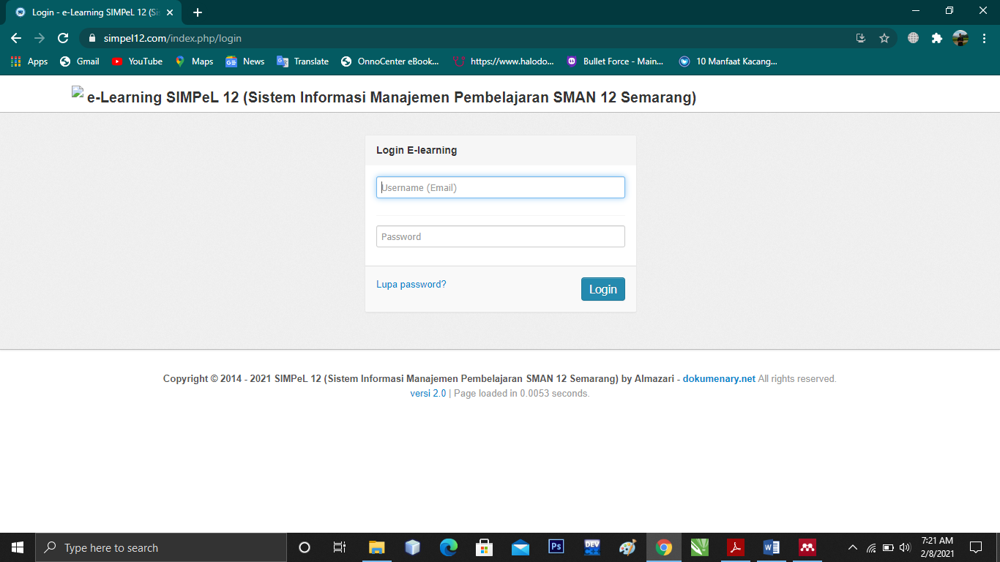 Login - e-Learning SIMPeL 12 (Sis
simpel12.com/index.php/login
Apps Gmail YouTube Maps News Translate OnnoCenter eBook... https://www.halodo... Bullet Force - Main... 10 Manfaat Kacang...
e-Learning SIMPeL 12 (Sistem Informasi Manajemen Pembelajaran SMAN 12 Semarang)
Login E-learning
Username (Email)
Password
Lupa password? Login
Copyright © 2014 - 2021 SIMPeL 12 (Sistem Informasi Manajemen Pembelajaran SMAN 12 Semarang) by Almazari - dokumenary.net All rights reserved.
versi 2.0 | Page loaded in 0.0053 seconds.
Type here to search
Ps
DEV
7:21 AM
2/8/2021